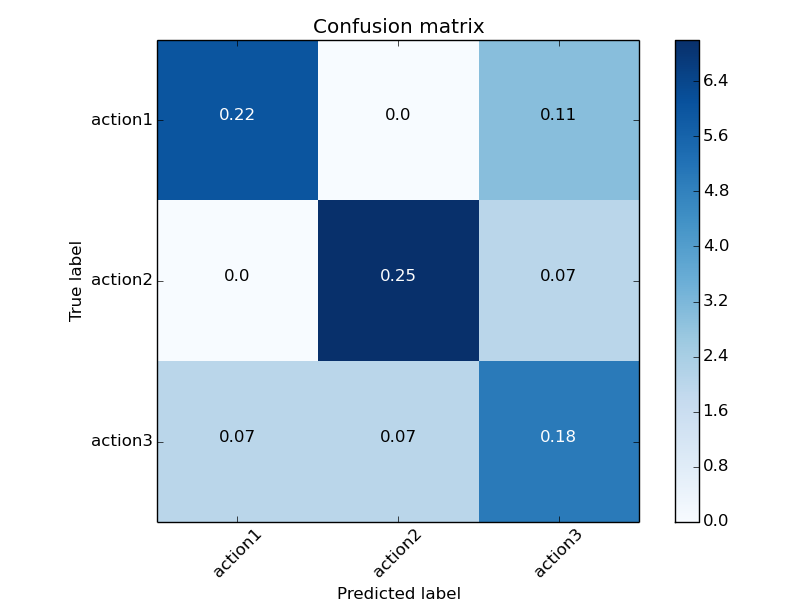 Confusion matrix
action1 0.22 0.0 0.11
action2 0.0 0.25 0.07
action3 0.07 0.07 0.18
action1 action2 action3
True label
Predicted label
6.4
5.6
4.8
4.0
3.2
2.4
1.6
0.8
0.0